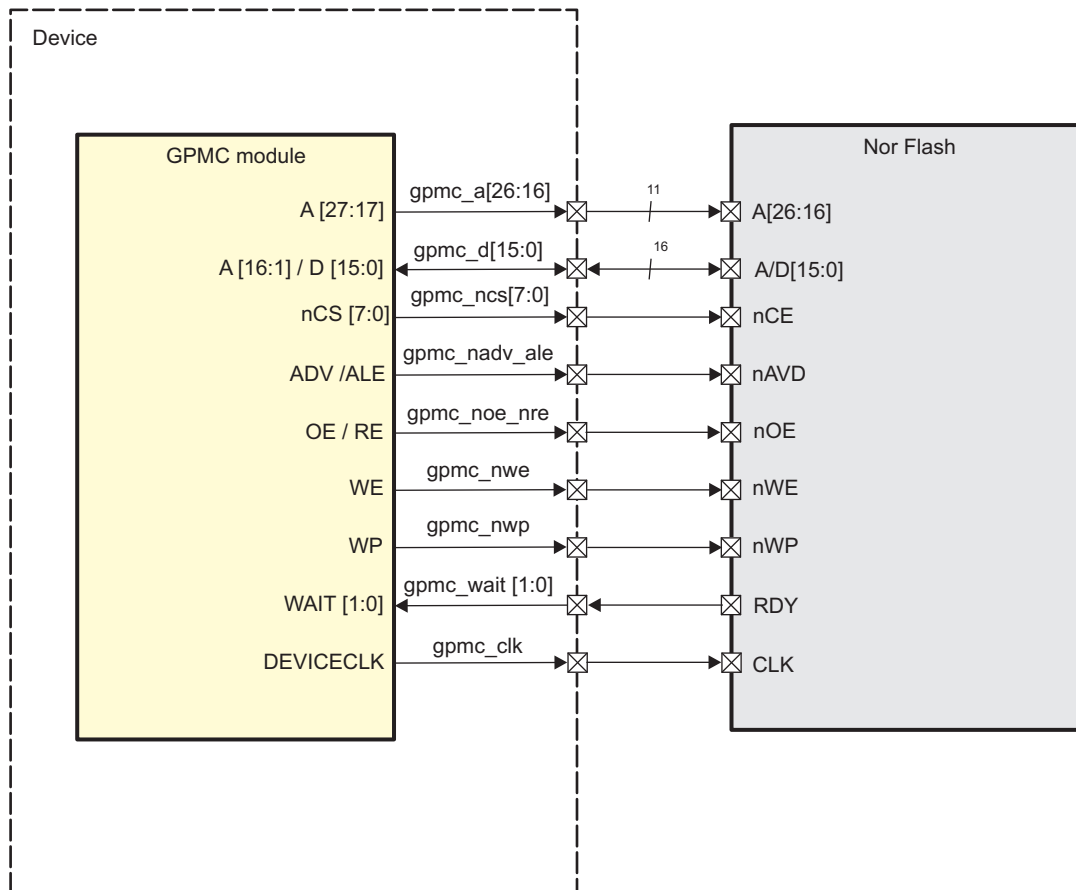 Device
GPMC module
Nor Flash
A [27:17]
gpmc_a[26:16]
11
A[26:16]
A [16:1] / D [15:0]
gpmc_d[15:0]
16
A/D[15:0]
nCS [7:0]
gpmc_ncs[7:0]
nCE
ADV /ALE
gpmc_nadv_ale
nAVD
OE / RE
gpmc_noe_nre
nOE
WE
gpmc_nwe
nWE
WP
gpmc_nwp
nWP
WAIT [1:0]
gpmc_wait [1:0]
RDY
DEVICECLK
gpmc_clk
CLK